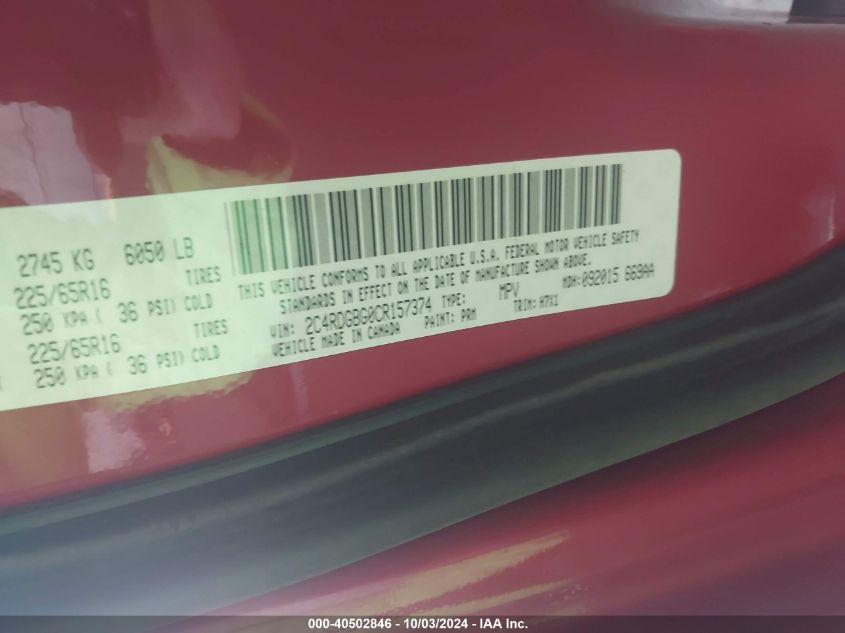 2745 KG 6050 LB
225/65R16 TIRES
250 KPA ( 36 PSI) COLD
225/65R16 TIRES
250 KPA ( 36 PSI) COLD
THIS VEHICLE CONFORMS TO ALL APPLICABLE U.S.A. FEDERAL MOTOR VEHICLE SAFETY
STANDARDS IN EFFECT ON THE DATE OF MANUFACTURE SHOWN ABOVE.
VIN: 2C4RDGBG0CR157374 TYPE: MPV MDH: 092015 669AA
VEHICLE MADE IN CANADA PAINT: PRM TRIM: H7X1
000-40502846 - 10/03/2024 - IAA Inc.